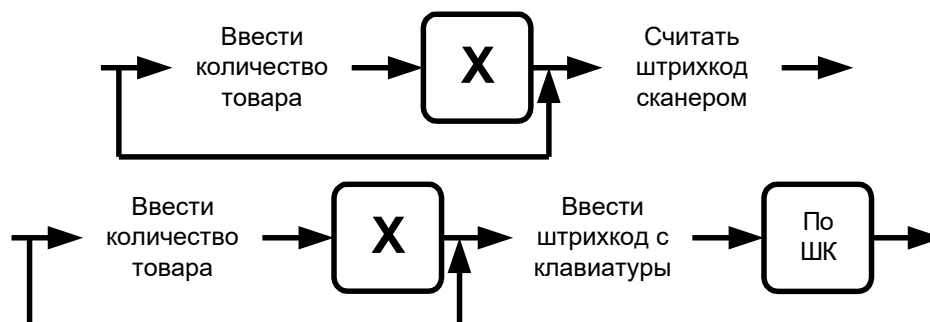 Ввести
количество
товара
X
Считать
штрихкод
сканером
Ввести
количество
товара
X
Ввести
штрихкод с
клавиатуры
По
ШК